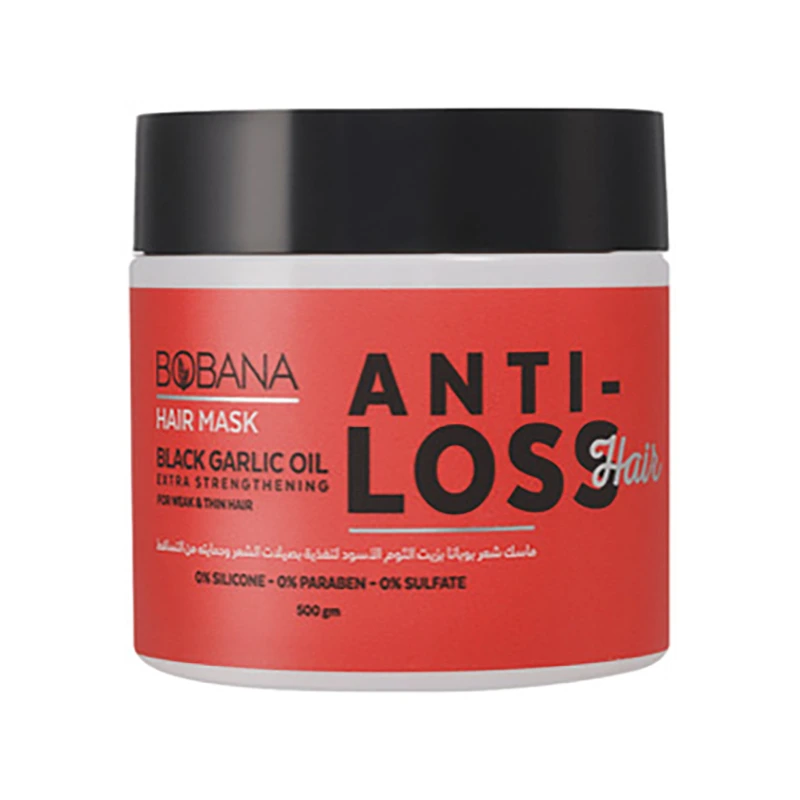 BOBANA
HAIR MASK
BLACK GARLIC OIL
EXTRA STRENGTHENING
FOR WEAK & THIN HAIR
ANTI-
LOSS
Hair
ماسك شعر بوبانا بزيت الثوم الاسود لتغذية بصيلات الشعر وحمايته من التساقط
0% SILICONE - 0% PARABEN - 0% SULFATE
500 gm